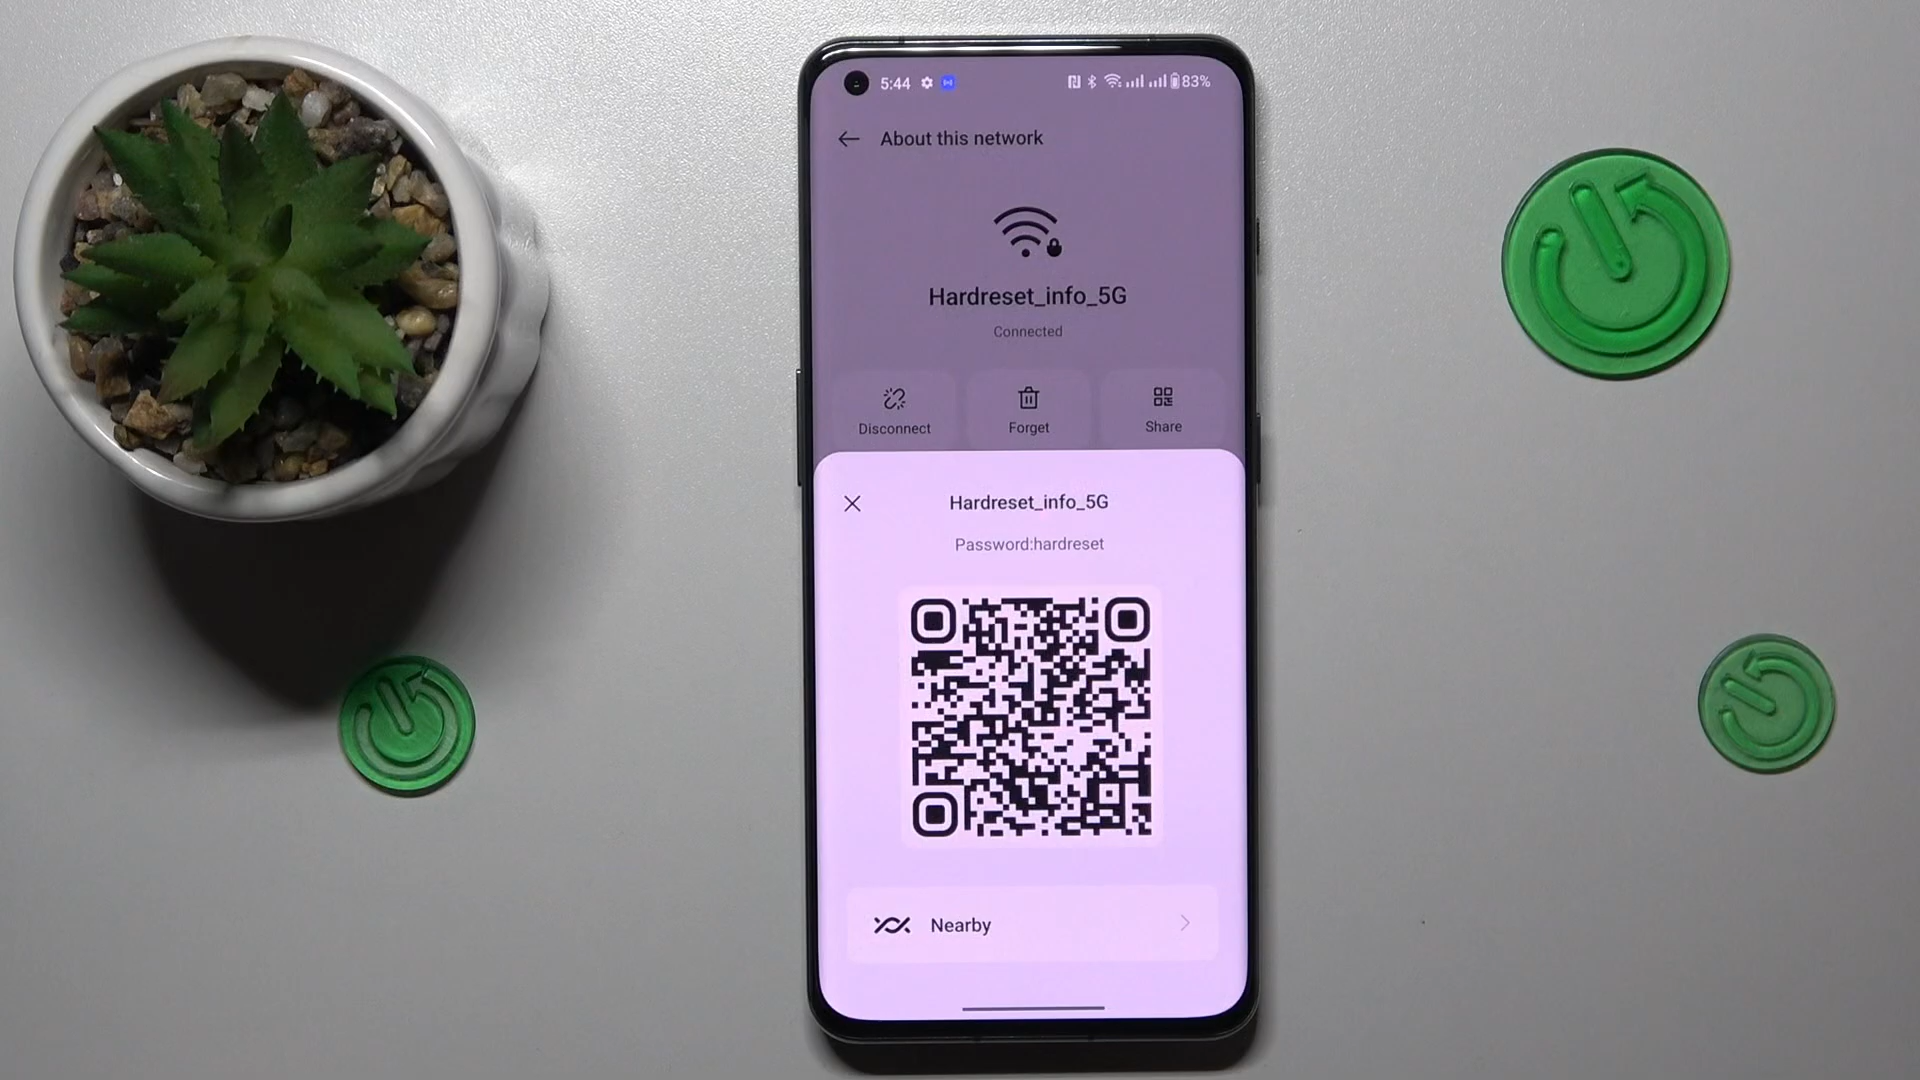 5:44
83%
About this network
Hardreset_info_5G
Connected
Disconnect
Forget
Share
Hardreset_info_5G
Password:hardreset
Nearby